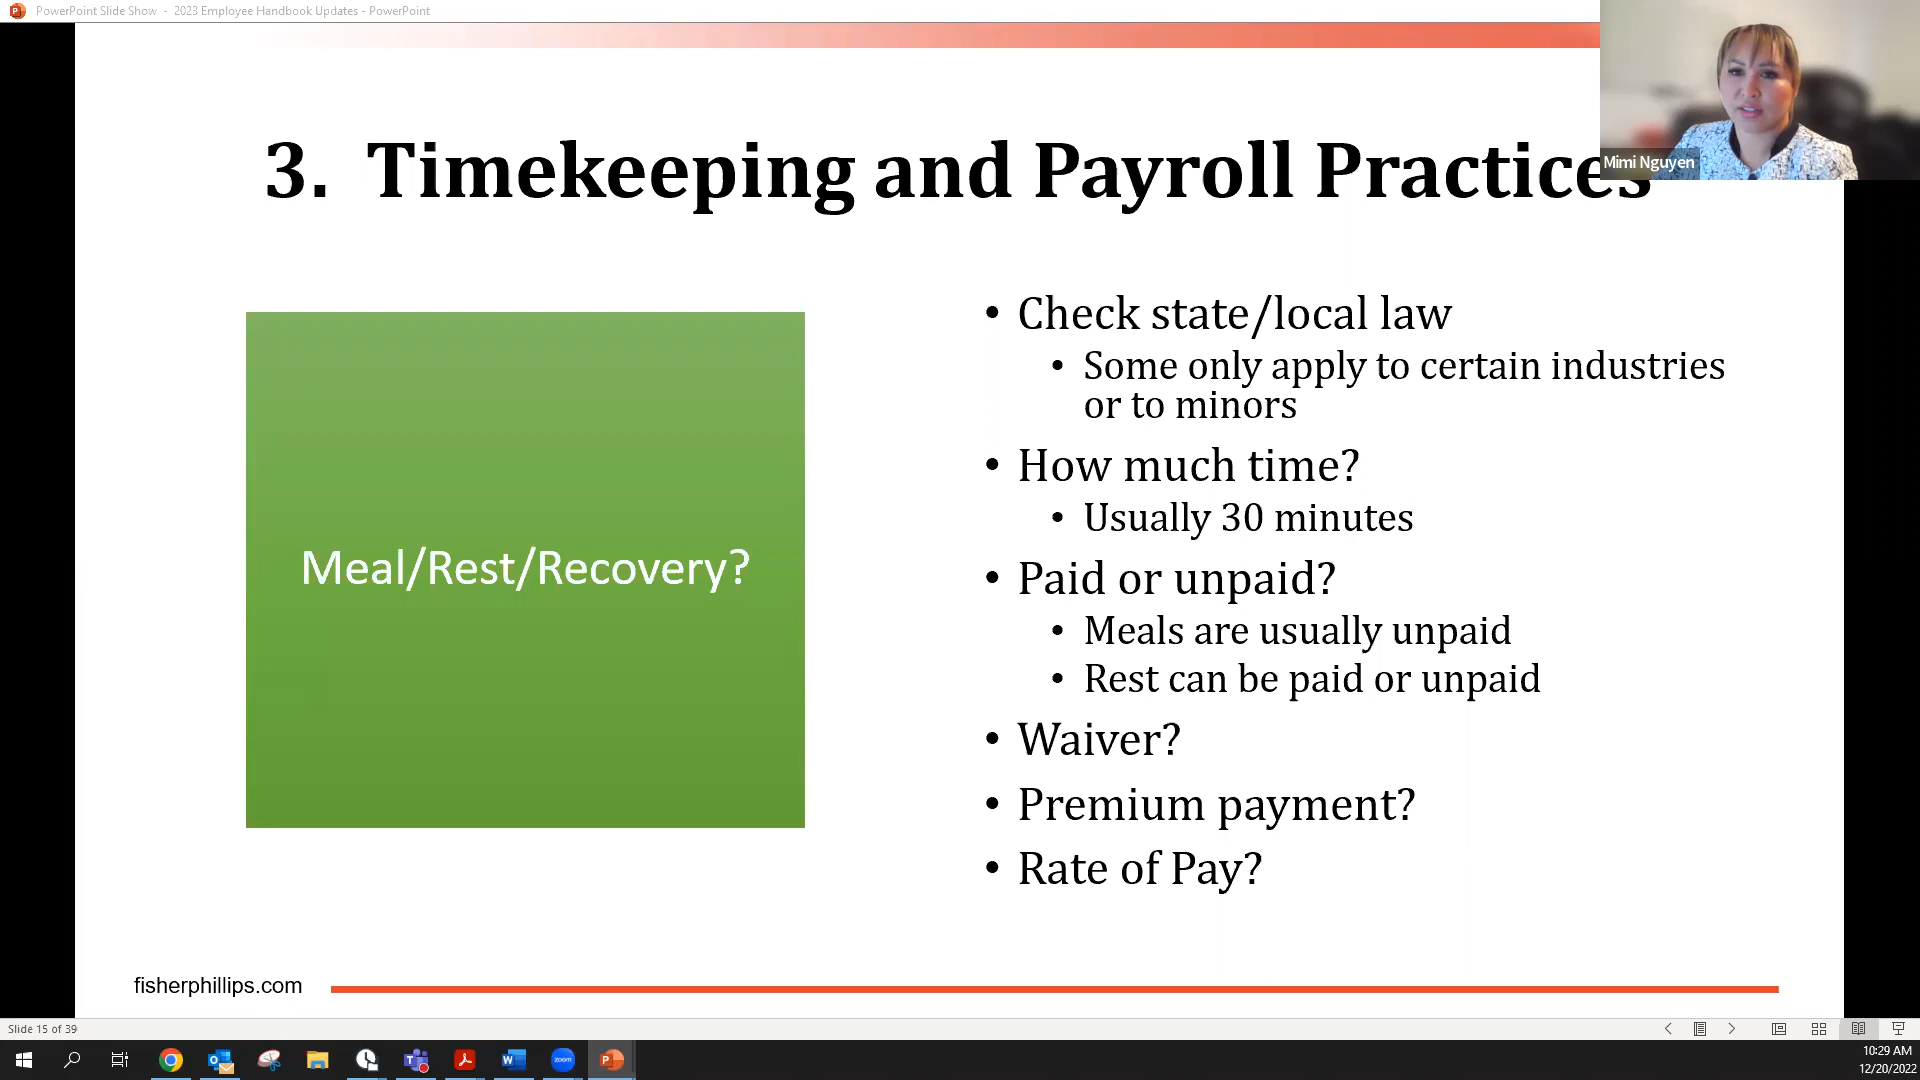 PowerPoint Slide Show - 2023 Employee Handbook Updates - PowerPoint
Mimi Nguyen
3. Timekeeping and Payroll Practices
Meal/Rest/Recovery?
• Check state/local law
• Some only apply to certain industries
or to minors
• How much time?
• Usually 30 minutes
• Paid or unpaid?
• Meals are usually unpaid
• Rest can be paid or unpaid
• Waiver?
• Premium payment?
• Rate of Pay?
fisherphillips.com
Slide 15 of 39
zoom
10:29 AM
12/20/2022